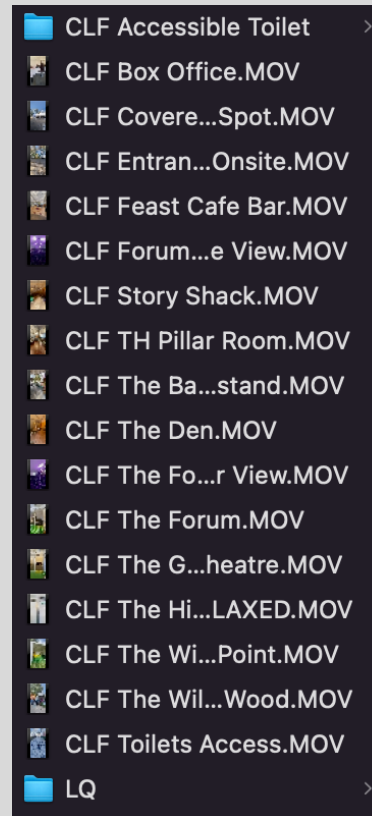 CLF Accessible Toilet
CLF Box Office.MOV
CLF Covere...Spot.MOV
CLF Entran...Onsite.MOV
CLF Feast Cafe Bar.MOV
CLF Forum...e View.MOV
CLF Story Shack.MOV
CLF TH Pillar Room.MOV
CLF The Ba...stand.MOV
CLF The Den.MOV
CLF The Fo...r View.MOV
CLF The Forum.MOV
CLF The G...heatre.MOV
CLF The Hi...LAXED.MOV
CLF The Wi...Point.MOV
CLF The Wil...Wood.MOV
CLF Toilets Access.MOV
LQ